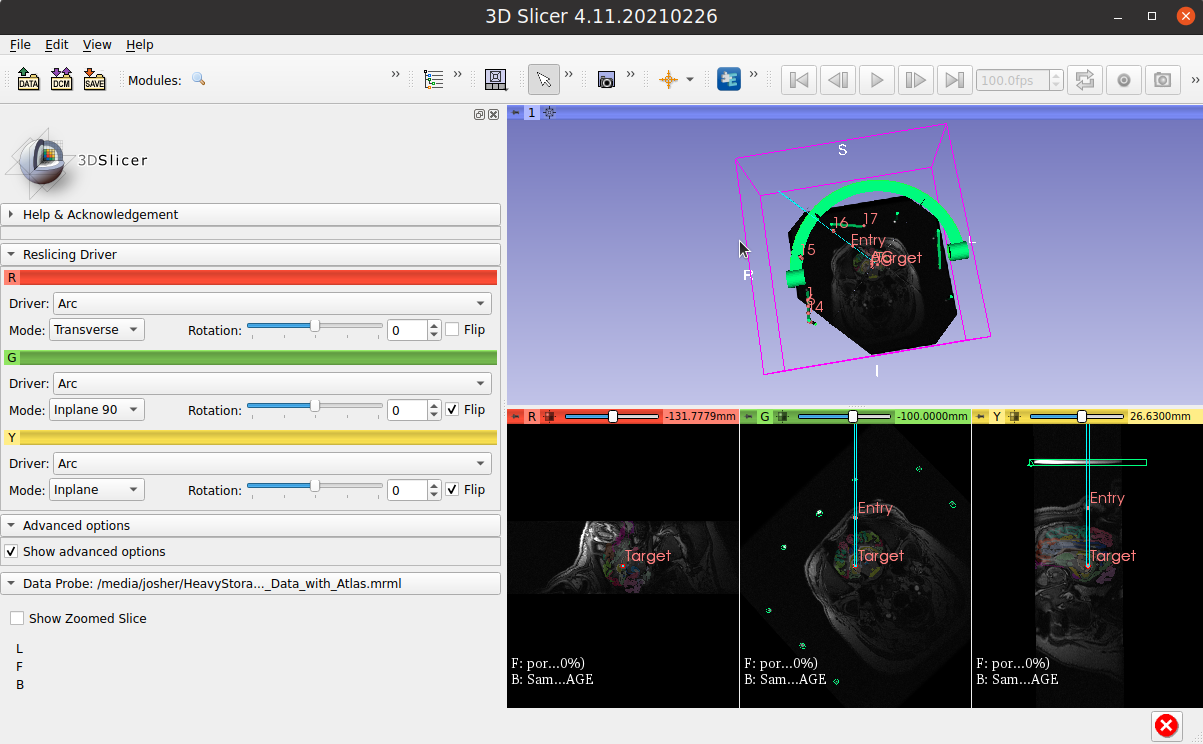 3D Slicer 4.11.20210226
File Edit View Help
DATA DCM SAVE Modules: 100.0fps
3DSlicer
Help & Acknowledgement
Reslicing Driver
R
Driver: Arc
Mode: Transverse Rotation: 0 Flip
G
Driver: Arc
Mode: Inplane 90 Rotation: 0 Flip
Y
Driver: Arc
Mode: Inplane Rotation: 0 Flip
Advanced options
Show advanced options
Data Probe: /media/josher/HeavyStora..._Data_with_Atlas.mrml
Show Zoomed Slice
L
F
B
1
S
16 17
Entry
L
5
Target
P
14
I
R -131.7779mm
Target
F: por...0%)
B: Sam...AGE
G -100.0000mm
Entry
Target
F: por...0%)
B: Sam...AGE
Y 26.6300mm
Entry
Target
F: por...0%)
B: Sam...AGE